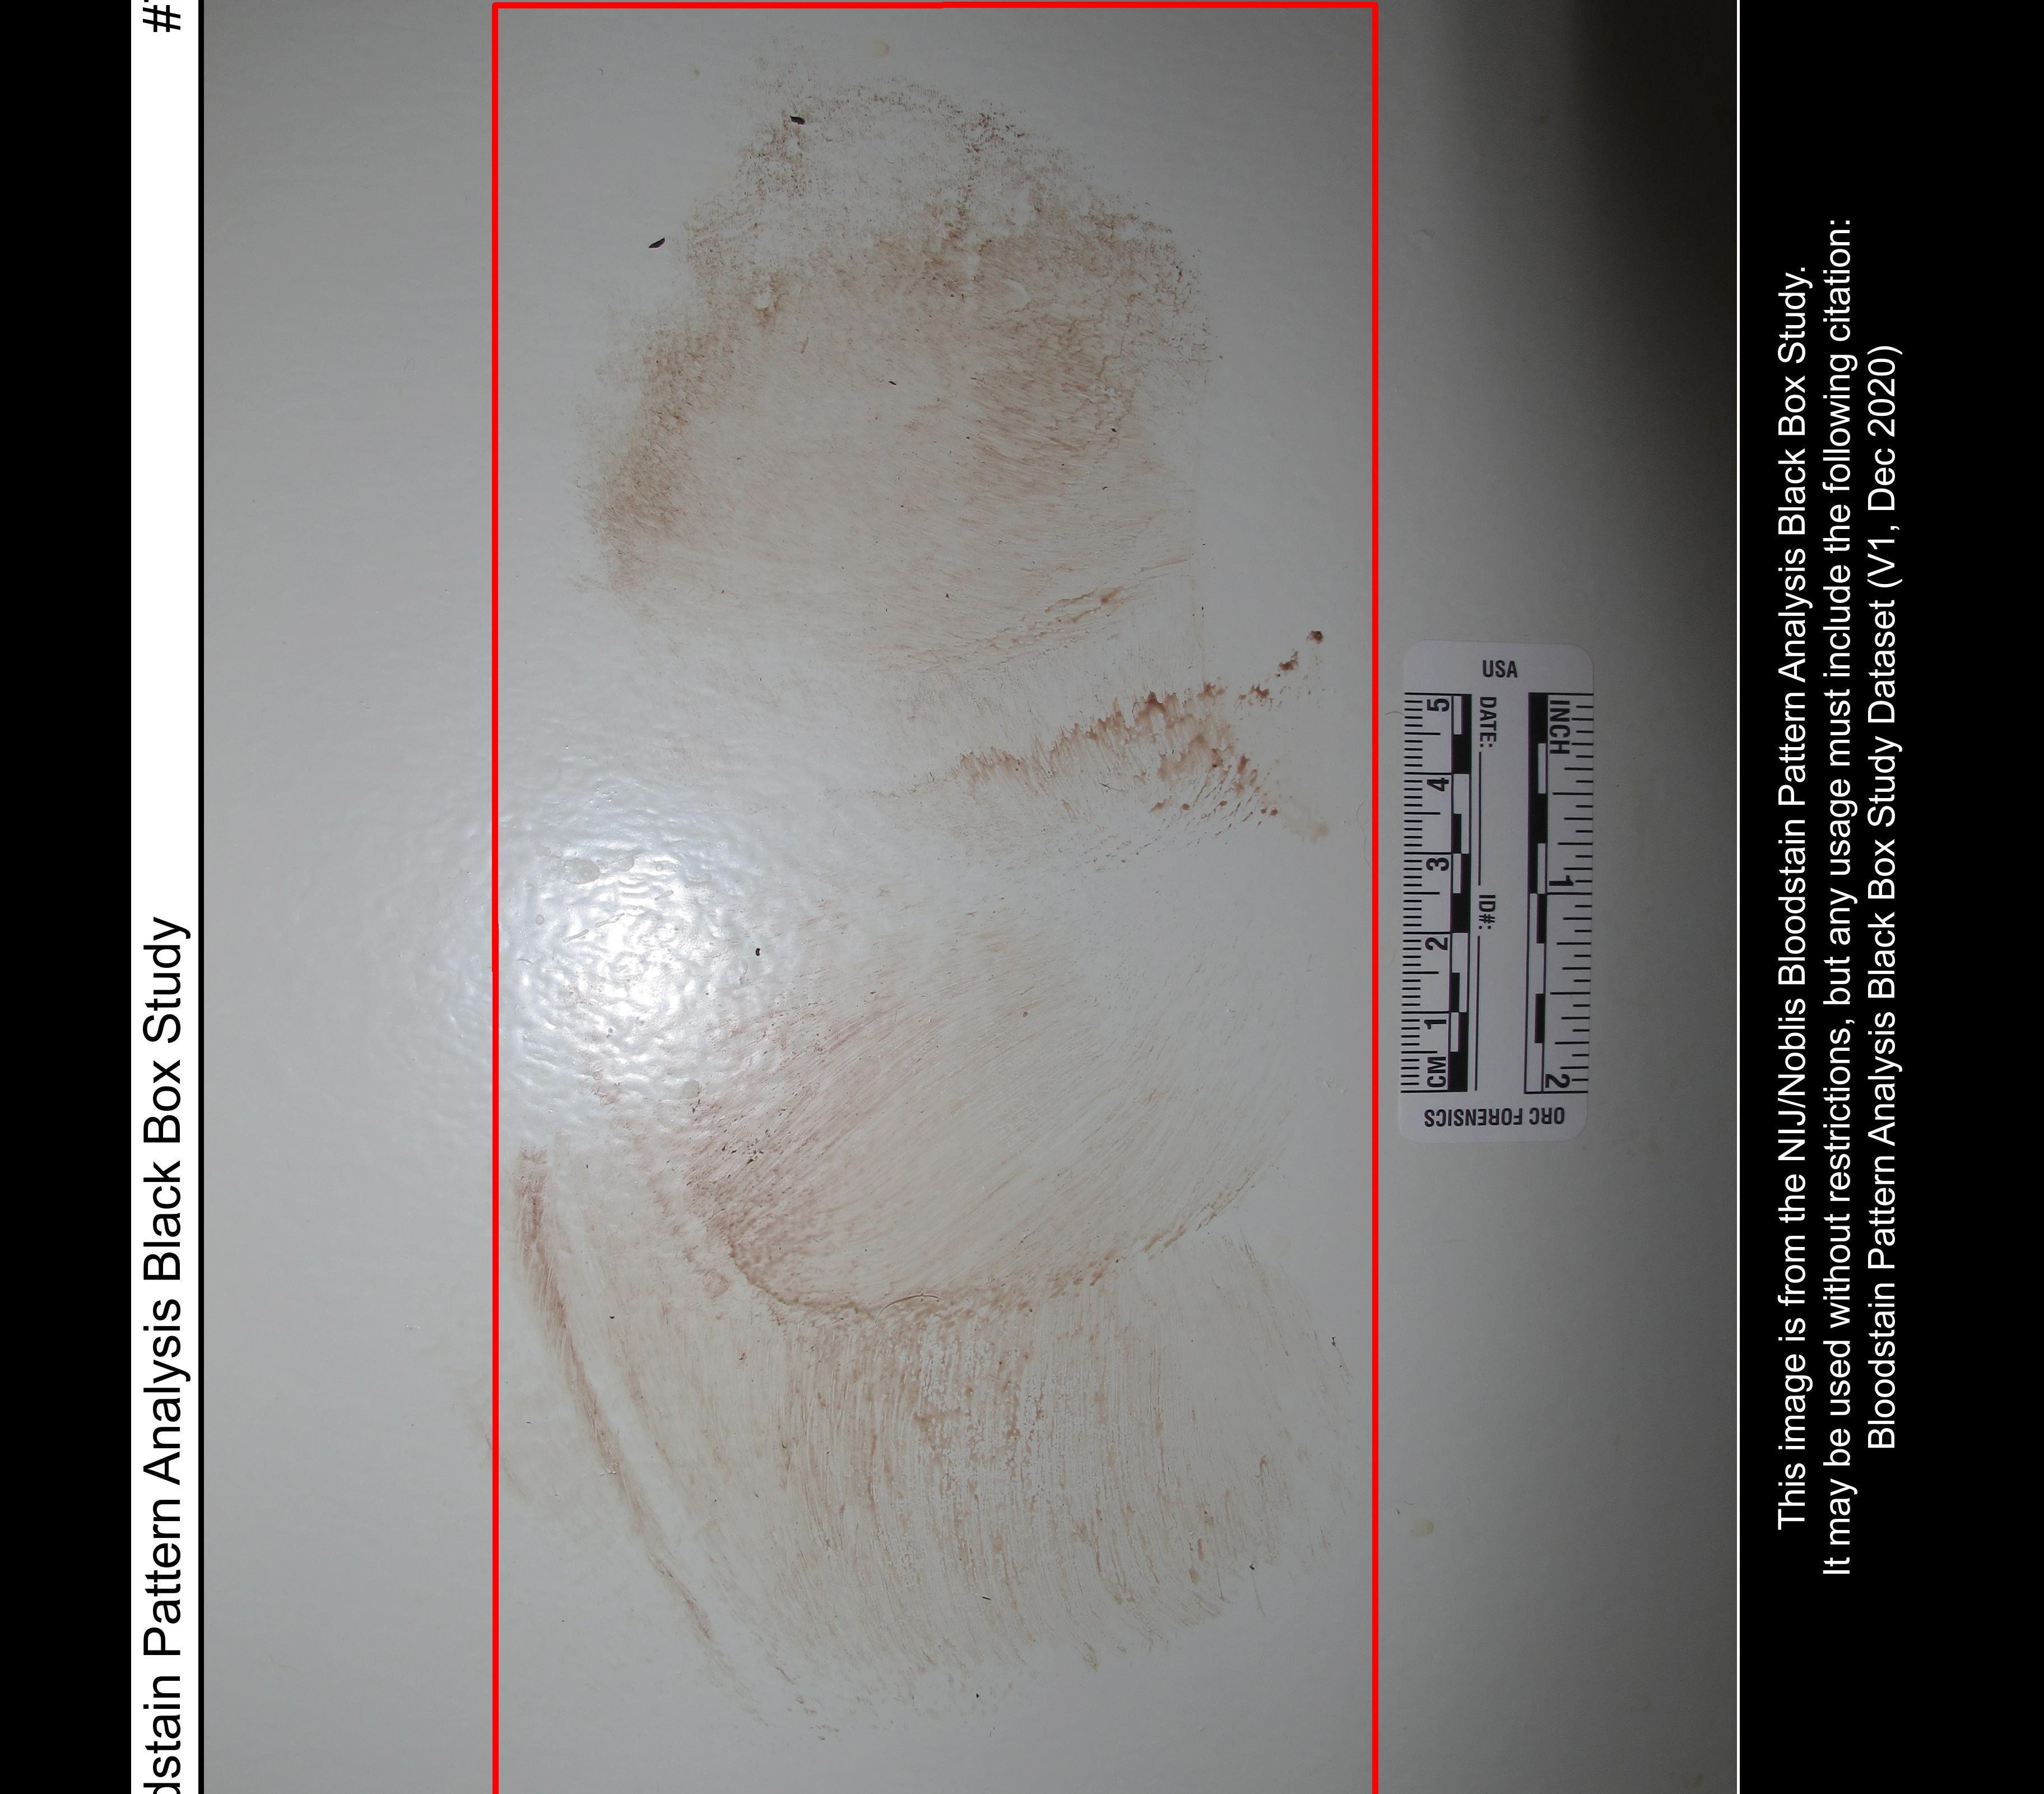 #
dstain Pattern Analysis Black Box Study
USA
INCH
DATE:
ID#:
5
4
3
2
1
CM
1
2
ORC FORENSICS
This image is from the NIJ/Noblis Bloodstain Pattern Analysis Black Box Study.
It may be used without restrictions, but any usage must include the following citation:
Bloodstain Pattern Analysis Black Box Study Dataset (V1, Dec 2020)